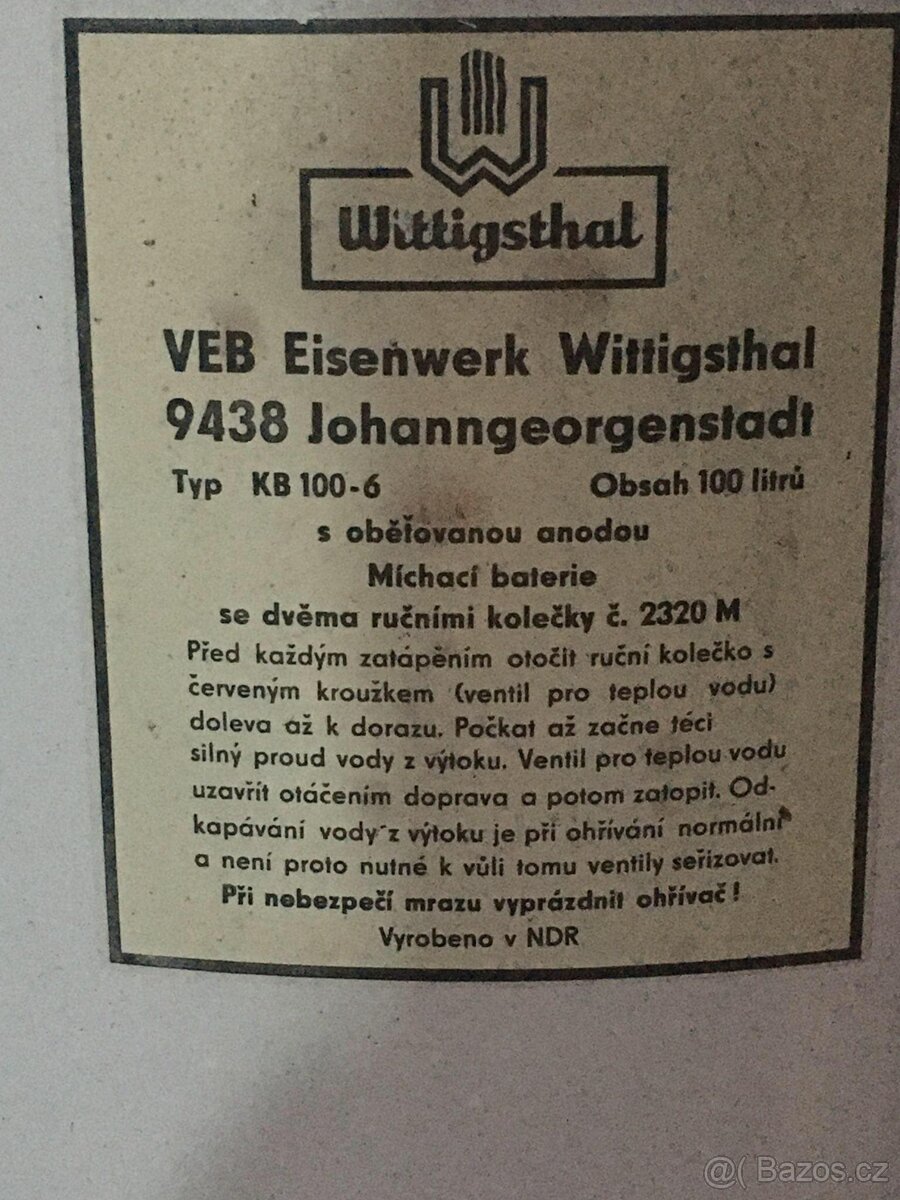 Wittigsthal
VEB Eisenwerk Wittigsthal
9438 Johanngeorgenstadt
Typ KB 100-6 Obsah 100 litrů
s oběťovanou anodou
Míchací baterie
se dvěma ručními kolečky č. 2320 M
Před každým zatápěním otočit ruční kolečko s
červeným kroužkem (ventil pro teplou vodu)
doleva až k dorazu. Počkat až začne téci
silný proud vody z výtoku. Ventil pro teplou vodu
uzavřít otáčením doprava a potom zatopit. Od-
kapávání vody z výtoku je při ohřívání normální
a není proto nutné k vůli tomu ventily seřizovat.
Při nebezpečí mrazu vyprázdnit ohřívač!
Vyrobeno v NDR
@( Bazos.cz